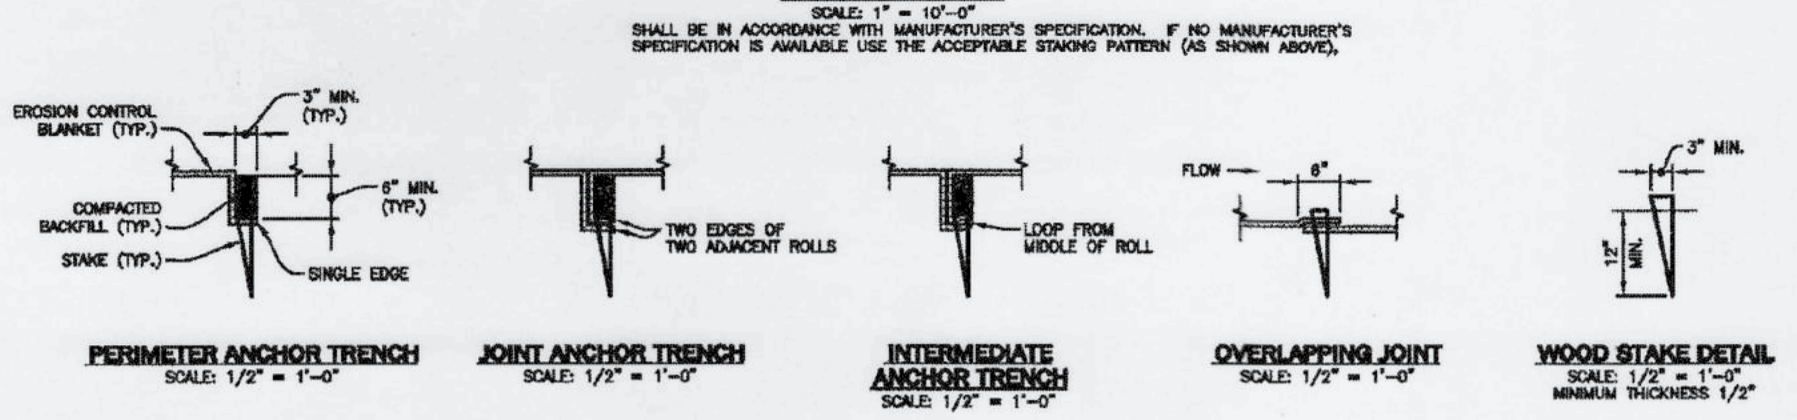 SCALE: 1" = 10'-0"
SHALL BE IN ACCORDANCE WITH MANUFACTURER'S SPECIFICATION. IF NO MANUFACTURER'S
SPECIFICATION IS AVAILABLE USE THE ACCEPTABLE STAKING PATTERN (AS SHOWN ABOVE),
EROSION CONTROL
BLANKET (TYP.)
3" MIN.
(TYP.)
6" MIN.
(TYP.)
COMPACTED
BACKFILL (TYP.)
STAKE (TYP.)
SINGLE EDGE
PERIMETER ANCHOR TRENCH
SCALE: 1/2" = 1'-0"
TWO EDGES OF
TWO ADJACENT ROLLS
JOINT ANCHOR TRENCH
SCALE: 1/2" = 1'-0"
LOOP FROM
MIDDLE OF ROLL
INTERMEDIATE
ANCHOR TRENCH
SCALE: 1/2" = 1'-0"
FLOW
6"
OVERLAPPING JOINT
SCALE: 1/2" = 1'-0"
3" MIN.
12"
MIN.
WOOD STAKE DETAIL
SCALE: 1/2" = 1'-0"
MINIMUM THICKNESS 1/2"